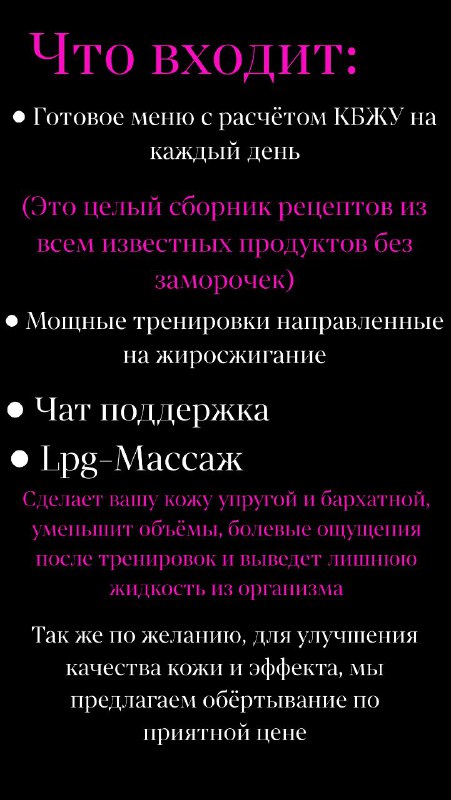 Что входит:
● Готовое меню с расчётом КБЖУ на
каждый день
(Это целый сборник рецептов из
всем известных продуктов без
заморочек)
● Мощные тренировки направленные
на жиросжигание
● Чат поддержка
● Lpg-Массаж
Сделает вашу кожу упругой и бархатной,
уменьшит объёмы, болевые ощущения
после тренировок и выведет лишнюю
жидкость из организма
Так же по желанию, для улучшения
качества кожи и эффекта, мы
предлагаем обёртывание по
приятной цене